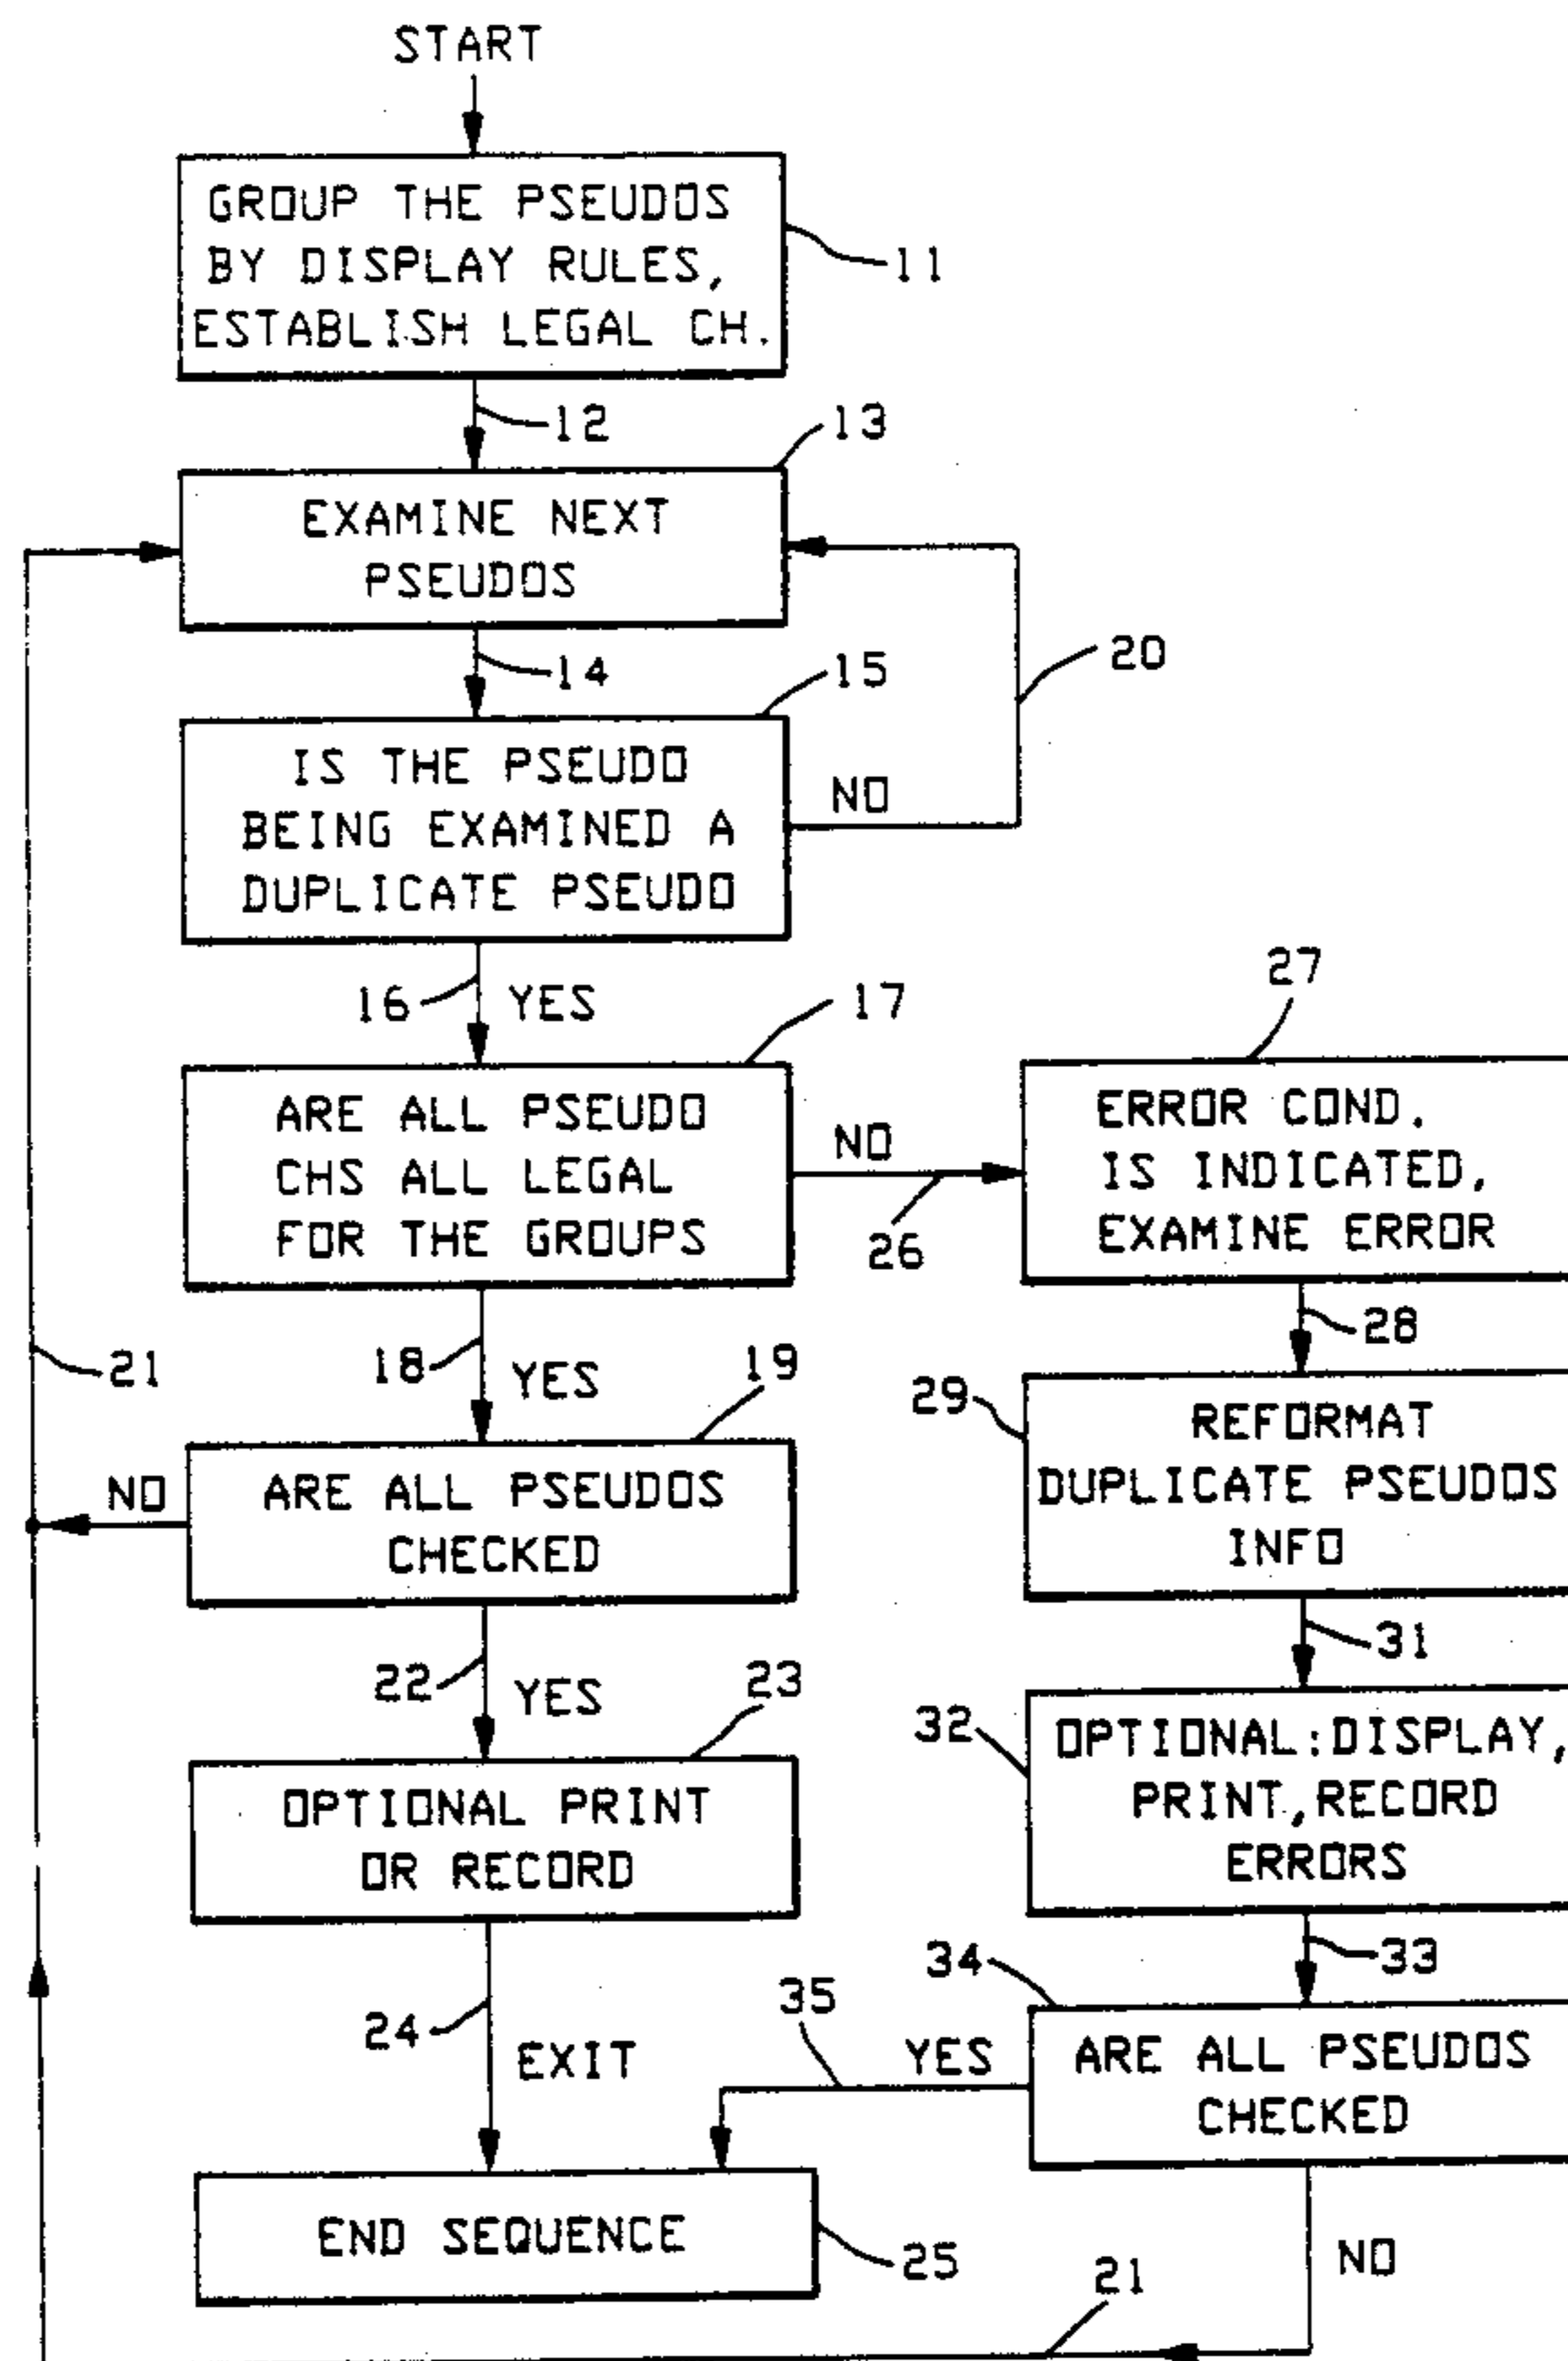 START
GROUP THE PSEUDOS
BY DISPLAY RULES,
ESTABLISH LEGAL CH.
11
12
13
EXAMINE NEXT
PSEUDOS
14
15
20
IS THE PSEUDO
BEING EXAMINED A
DUPLICATE PSEUDO
NO
16
YES
17
27
ARE ALL PSEUDO
CHS ALL LEGAL
FOR THE GROUPS
NO
26
ERROR COND.
IS INDICATED,
EXAMINE ERROR
28
21
18
YES
19
29
REFORMAT
DUPLICATE PSEUDOS
INFO
NO
ARE ALL PSEUDOS
CHECKED
31
22
YES
23
32
OPTIONAL:DISPLAY,
PRINT,RECORD
ERRORS
OPTIONAL PRINT
OR RECORD
33
34
35
24
EXIT
YES
ARE ALL PSEUDOS
CHECKED
END SEQUENCE
25
NO
21